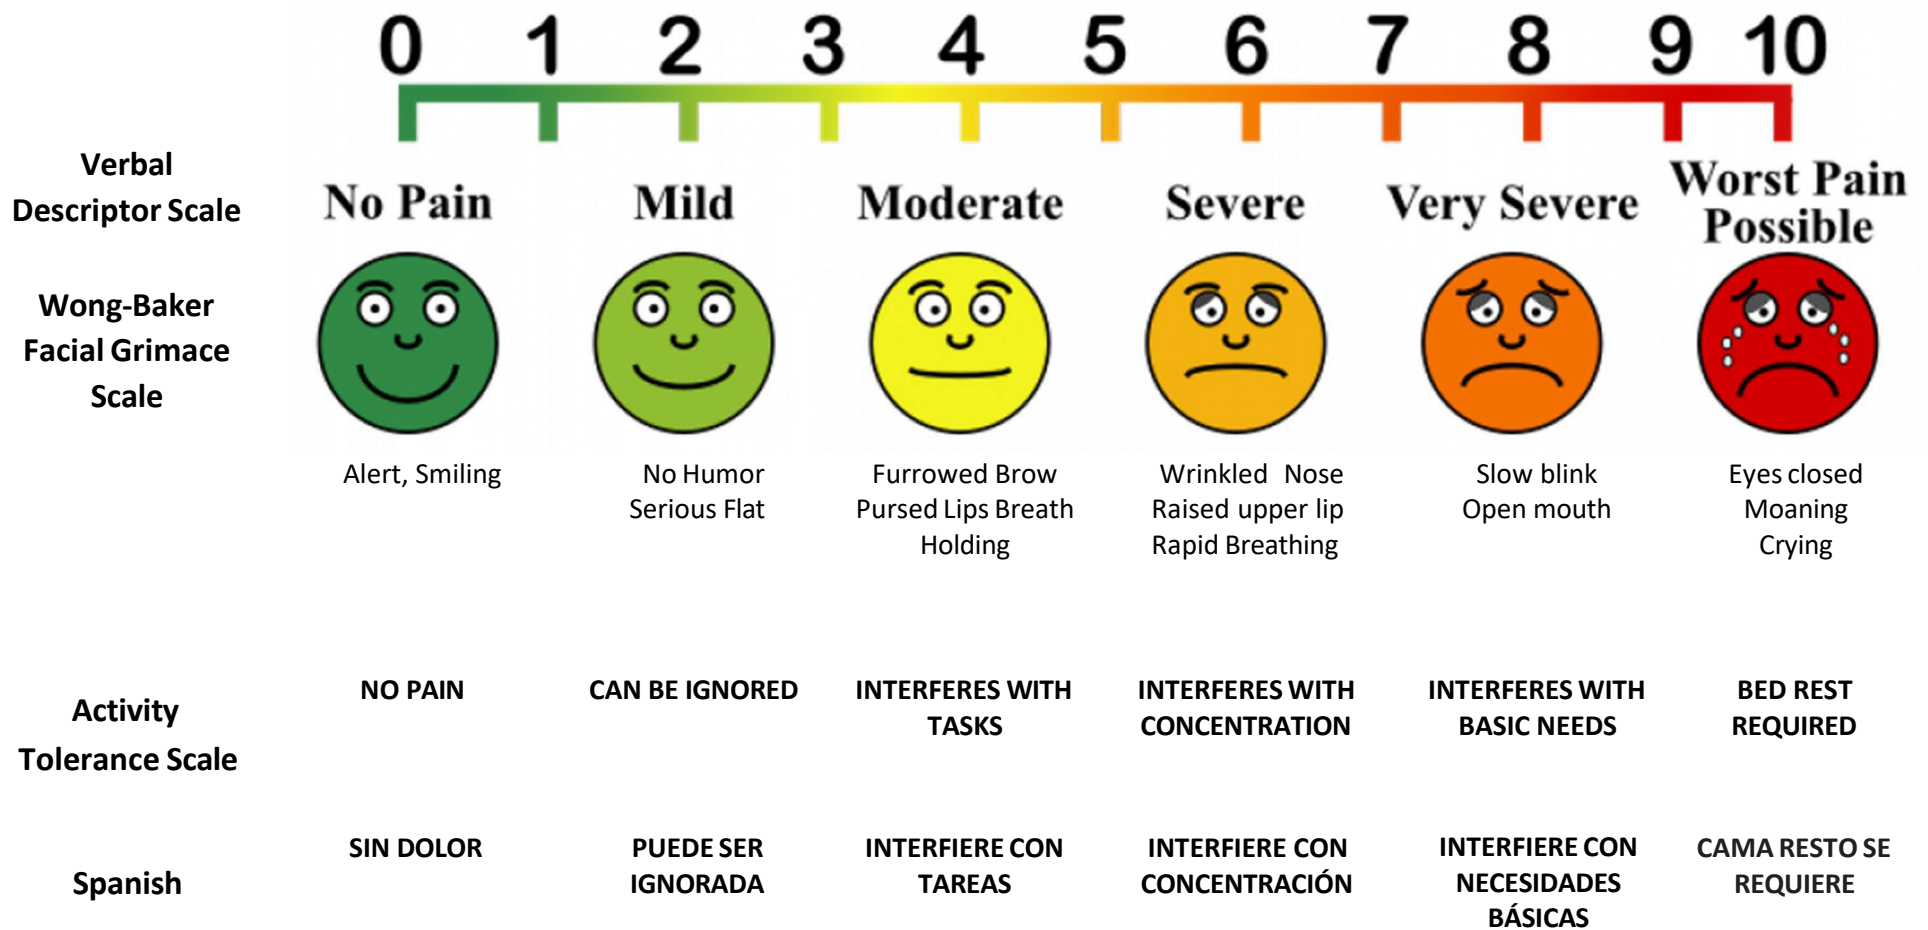 0 1 2 3 4 5 6 7 8 9 10
Verbal
Descriptor Scale
No Pain
Mild
Moderate
Severe
Very Severe
Worst Pain
Possible
Wong-Baker
Facial Grimace
Scale
Alert, Smiling
No Humor
Serious Flat
Furrowed Brow
Pursed Lips Breath
Holding
Wrinkled Nose
Raised upper lip
Rapid Breathing
Slow blink
Open mouth
Eyes closed
Moaning
Crying
Activity
Tolerance Scale
NO PAIN
CAN BE IGNORED
INTERFERES WITH
TASKS
INTERFERES WITH
CONCENTRATION
INTERFERES WITH
BASIC NEEDS
BED REST
REQUIRED
Spanish
SIN DOLOR
PUEDE SER
IGNORADA
INTERFIERE CON
TAREAS
INTERFIERE CON
CONCENTRACIÓN
INTERFIERE CON
NECESIDADES
BÁSICAS
CAMA RESTO SE
REQUIERE